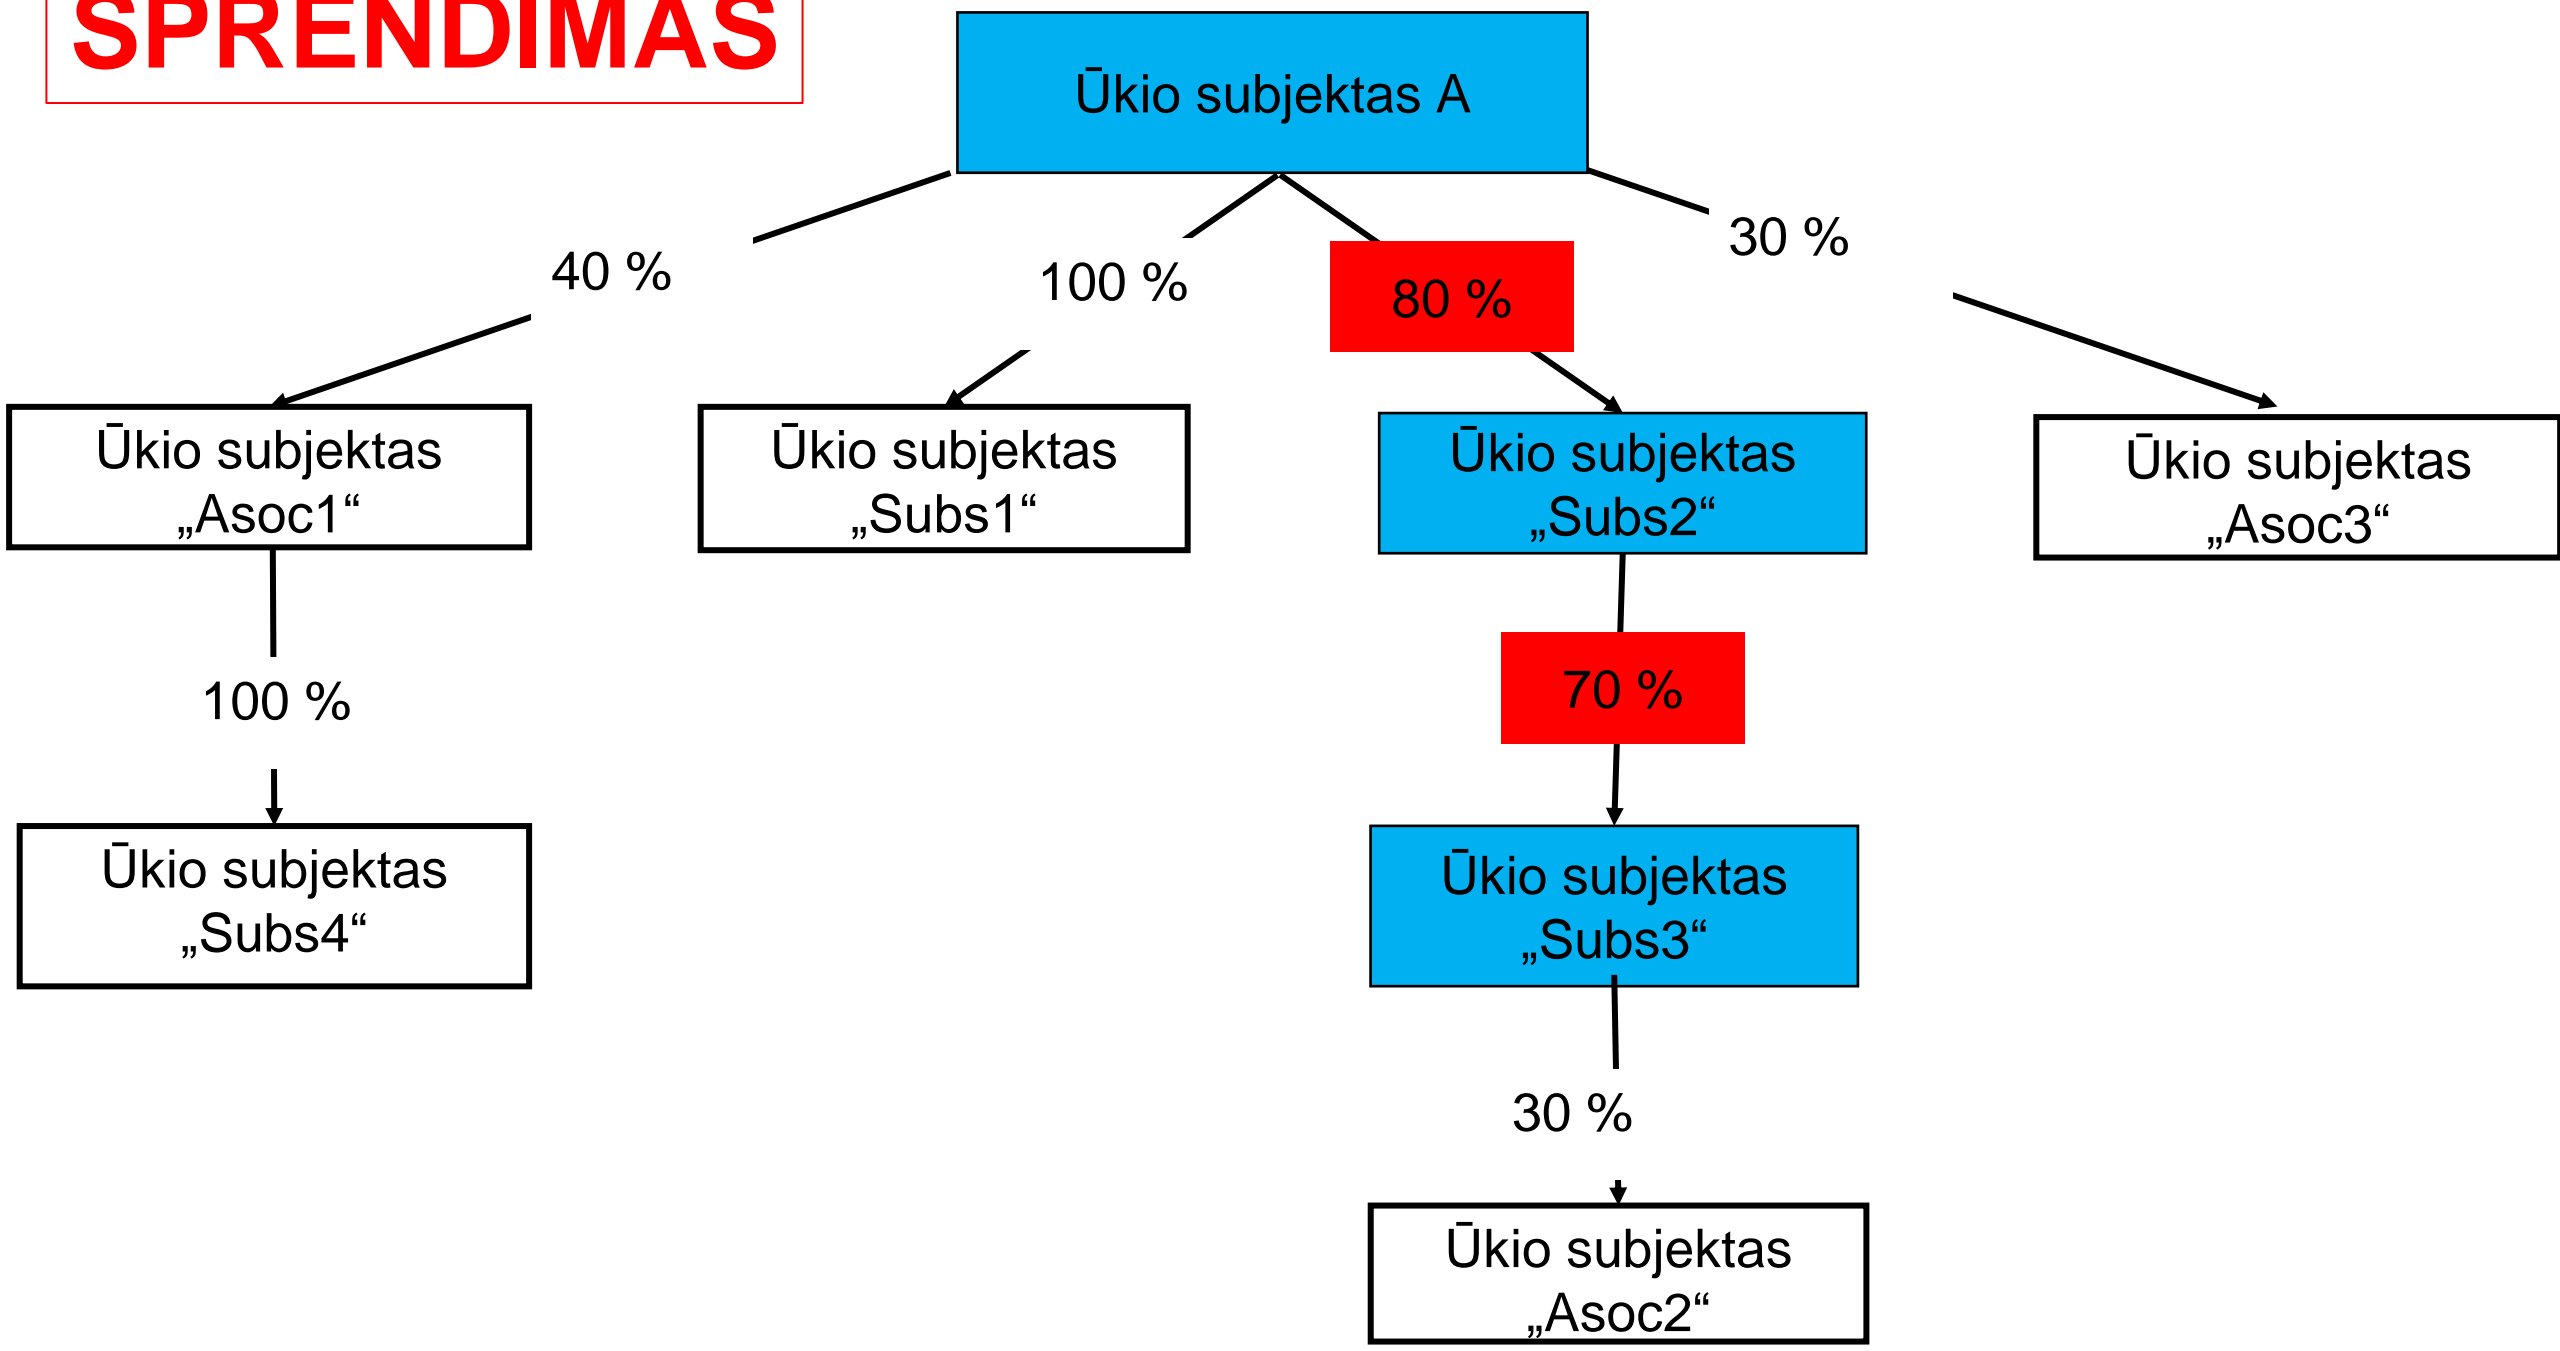 SPRENDIMAS
Ūkio subjektas A
40 %
100 %
80 %
30 %
Ūkio subjektas
„Asoc1“
Ūkio subjektas
„Subs1“
Ūkio subjektas
„Subs2“
Ūkio subjektas
„Asoc3“
100 %
70 %
Ūkio subjektas
„Subs4“
Ūkio subjektas
„Subs3“
30 %
Ūkio subjektas
„Asoc2“